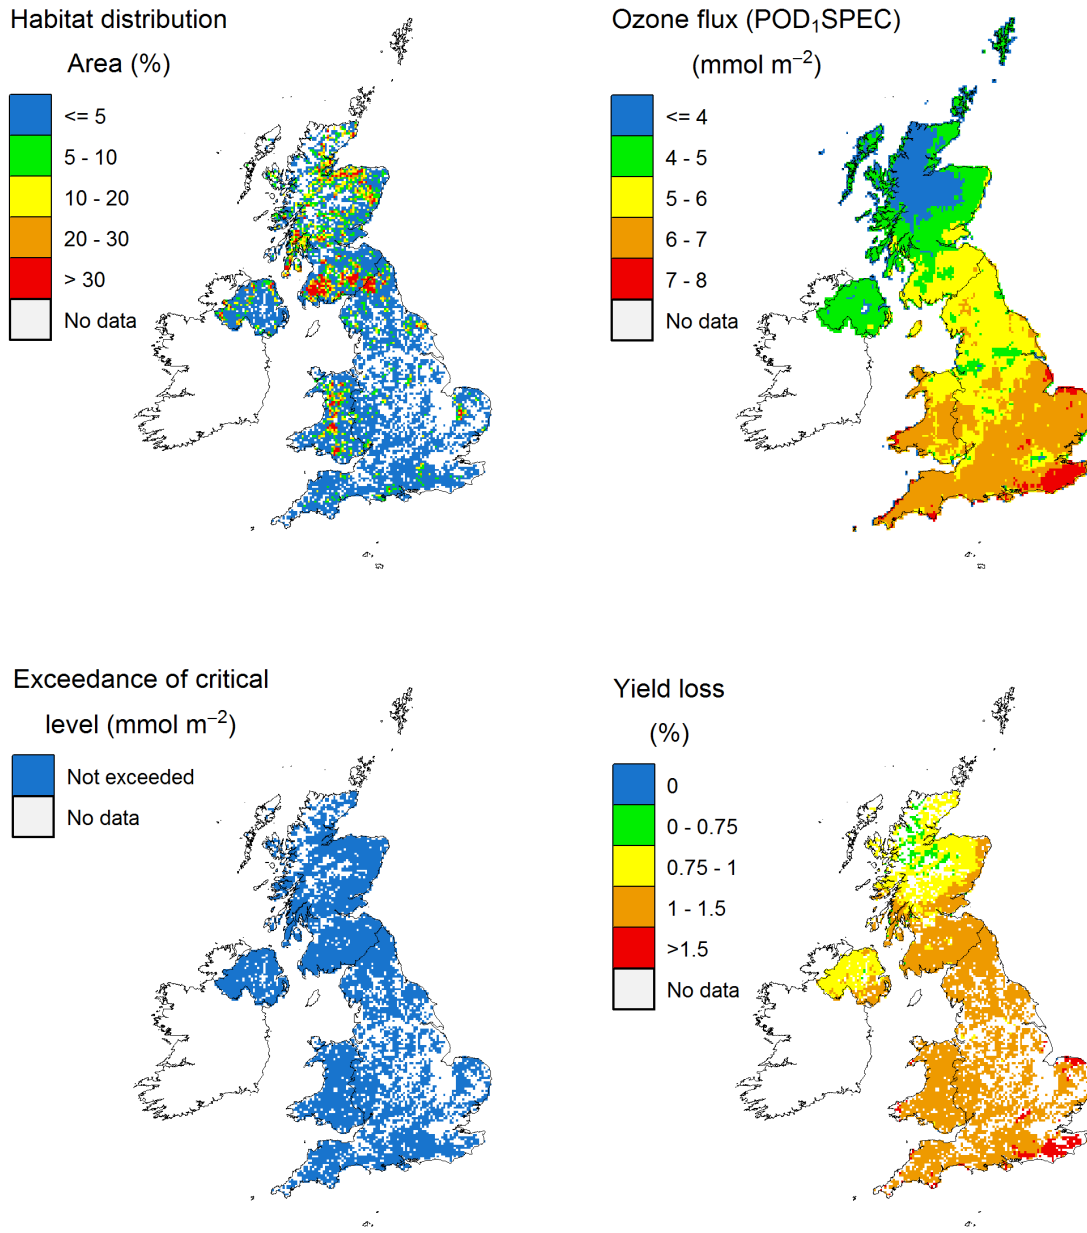 Habitat distribution
Area (%)
<= 5
5 - 10
10 - 20
20 - 30
> 30
No data
Ozone flux (POD₁SPEC)
(mmol m⁻²)
<= 4
4 - 5
5 - 6
6 - 7
7 - 8
No data
Exceedance of critical
level (mmol m⁻²)
Not exceeded
No data
Yield loss
(%)
0
0 - 0.75
0.75 - 1
1 - 1.5
>1.5
No data